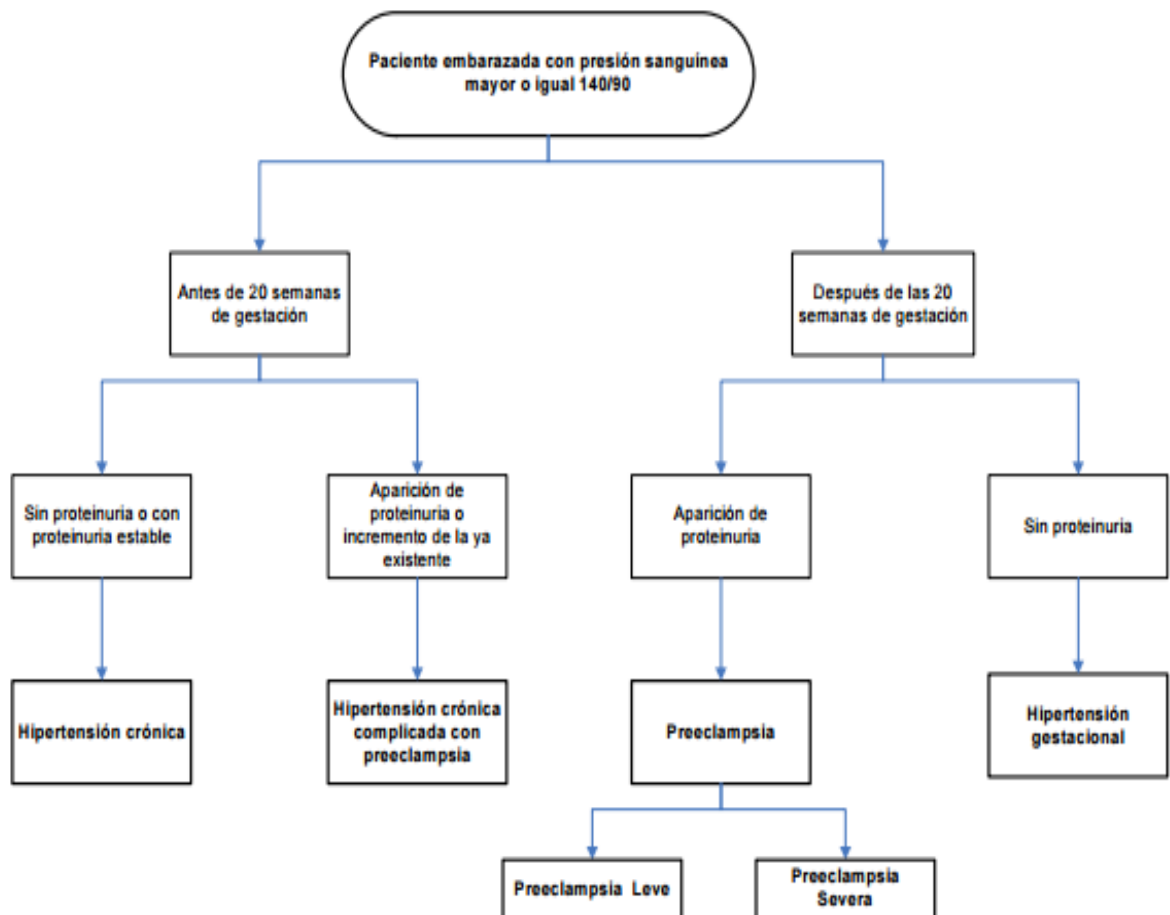 Paciente embarazada con presión sanguínea
mayor o igual 140/90
Antes de 20 semanas
de gestación
Después de las 20
semanas de gestación
Sin proteinuria o con
proteinuria estable
Aparición de
proteinuria o
incremento de la ya
existente
Aparición de
proteinuria
Sin proteinuria
Hipertensión crónica
Hipertensión crónica
complicada con
preeclampsia
Preeclampsia
Hipertensión
gestacional
Preeclampsia Leve
Preeclampsia
Severa